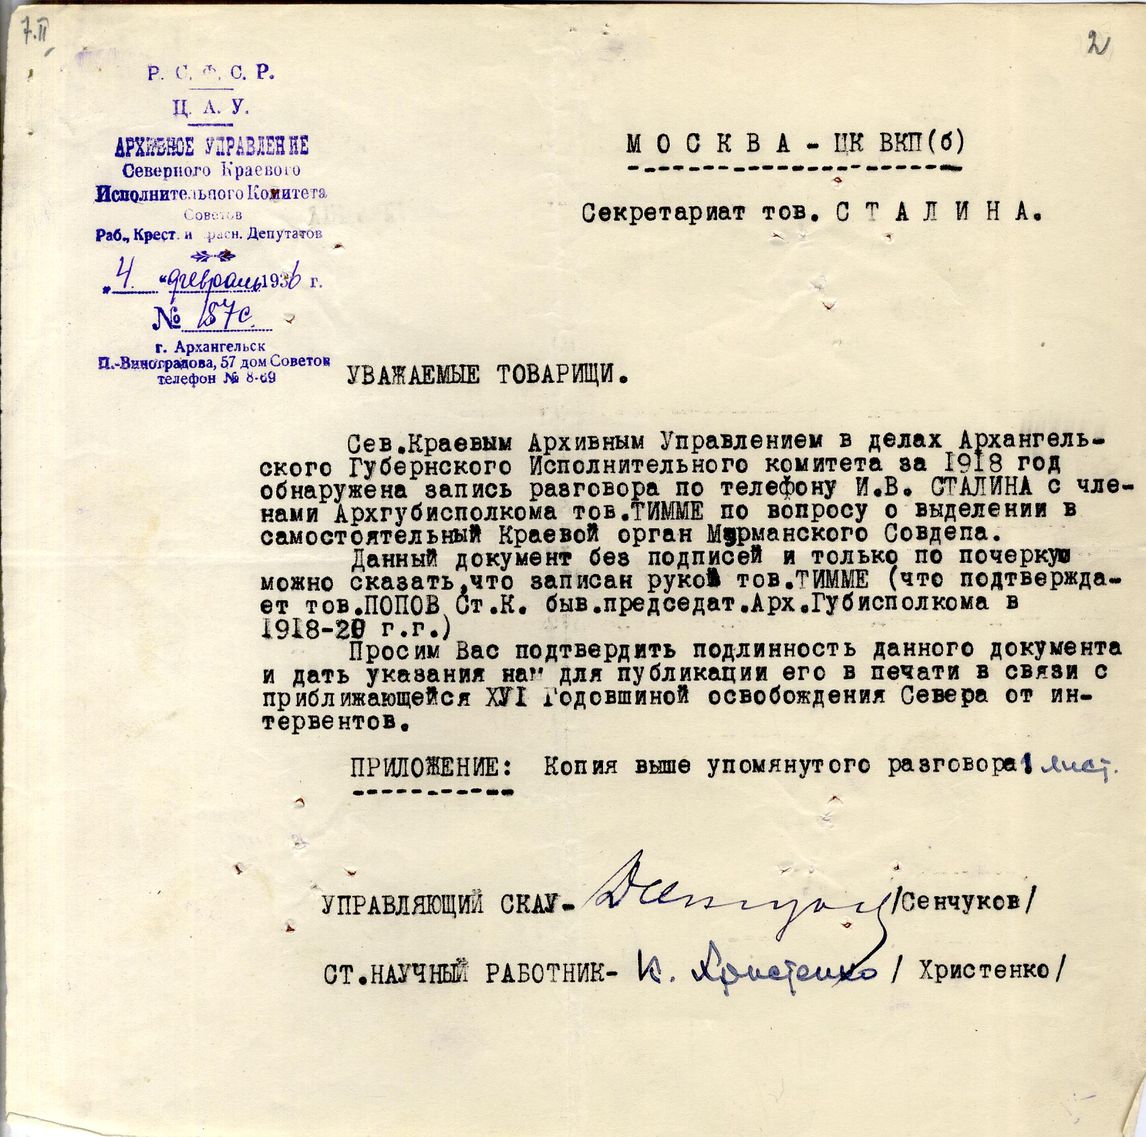 7.II
2
Р. С. Ф. С. Р.
Ц. А. У.
АРХИВНОЕ УПРАВЛЕНИЕ
Северного Краевого
Исполнительного Комитета
Советов
Раб., Крест. и Красн. Депутатов
„ 4 “ февраль 1936 г.
№ 157с.
г. Архангельск
П.-Виноградова, 57 дом Советов
телефон № 8-69
МОСКВА - ЦК ВКП(б)
Секретариат тов. СТАЛИНА.
УВАЖАЕМЫЕ ТОВАРИЩИ.
Сев.Краевым Архивным Управлением в делах Архангель-
ского Губернского Исполнительного комитета за 1918 год
обнаружена запись разговора по телефону И.В. СТАЛИНА с чле-
нами Архгубисполкома тов.ТИММЕ по вопросу о выделении в
самостоятельный Краевой орган Мурманского Совдепа.
Данный документ без подписей и только по почерку
можно сказать,что записан рукой тов.ТИММЕ (что подтвержда-
ет тов.ПОПОВ Ст.К. быв.председат.Арх.Губисполкома в
1918-20 г.г.)
Просим Вас подтвердить подлинность данного документа
и дать указания нам для публикации его в печати в связи с
приближающейся ХУI Годовшиной освобождения Севера от ин-
тервентов.
ПРИЛОЖЕНИЕ: Копия выше упомянутого разговора 1 лист.
УПРАВЛЯЮЩИЙ СКАУ- /Сенчуков/
СТ.НАУЧНЫЙ РАБОТНИК- К. Христенко / Христенко/